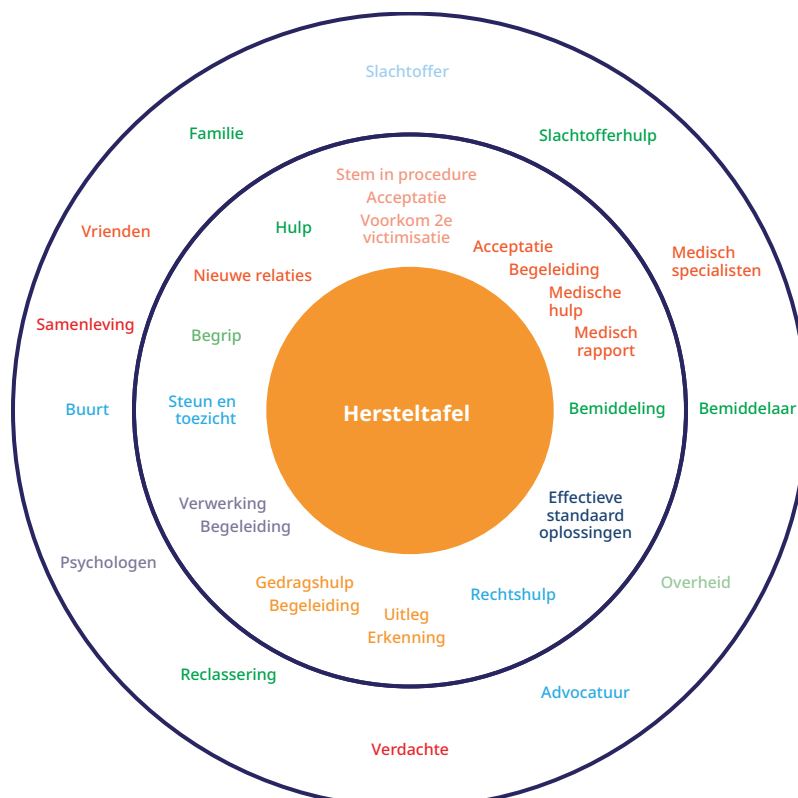 Slachtoffer
Familie
Slachtofferhulp
Stem in procedure
Acceptatie
Voorkom 2e
victimisatie
Hulp
Vrienden
Acceptatie
Medisch
specialisten
Begeleiding
Nieuwe relaties
Medische
hulp
Samenleving
Begrip
Medisch
rapport
Buurt
Steun en
toezicht
Hersteltafel
Bemiddeling
Bemiddelaar
Verwerking
Begeleiding
Effectieve
standaard
oplossingen
Psychologen
Gedragshulp
Begeleiding
Uitleg
Erkenning
Rechtshulp
Overheid
Reclassering
Advocatuur
Verdachte